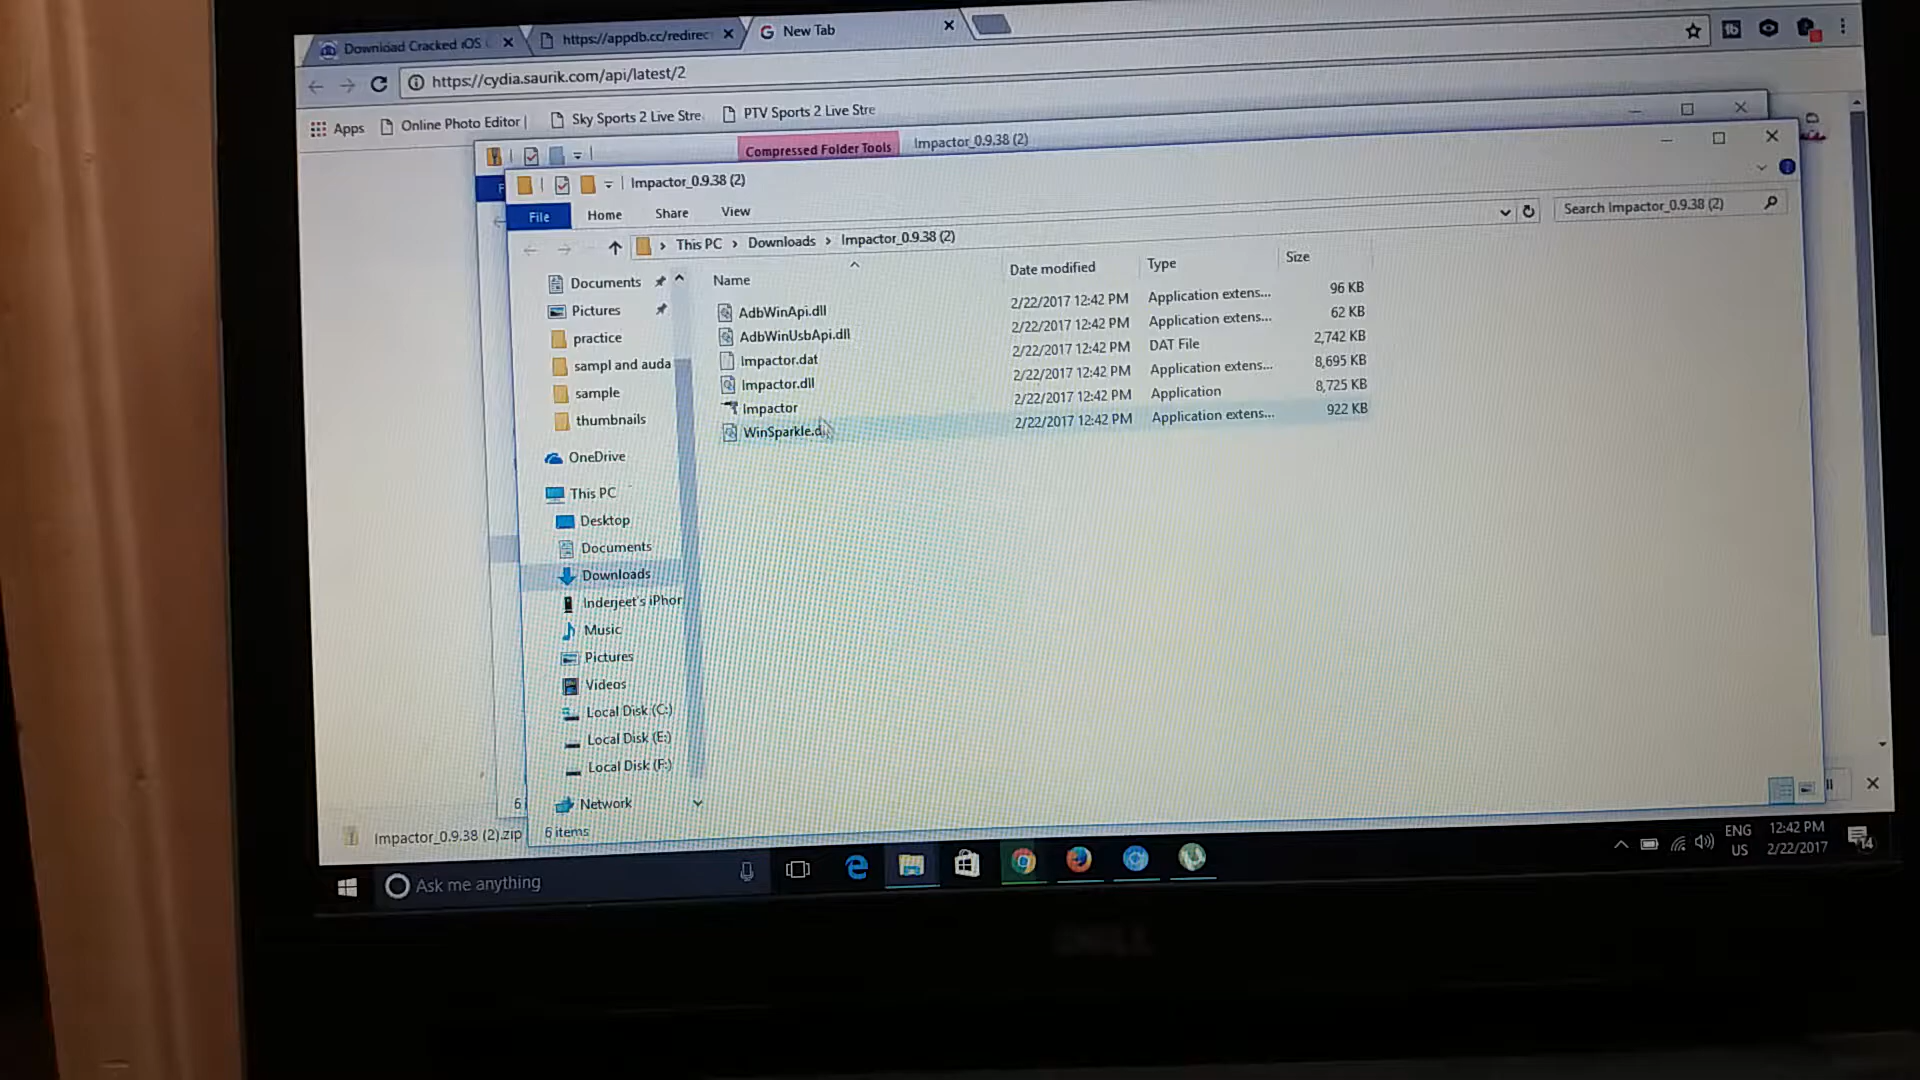 Download Cracked iOS
https://appdb.cc/redirec
New Tab
https://cydia.saurik.com/api/latest/2
Apps
Online Photo Editor |
Sky Sports 2 Live Stre
PTV Sports 2 Live Stre
Compressed Folder Tools
Impactor_0.9.38 (2)
Impactor_0.9.38 (2)
File
Home
Share
View
This PC
Downloads
Impactor_0.9.38 (2)
Search Impactor_0.9.38 (2)
Name
Date modified
Type
Size
AdbWinApi.dll 2/22/2017 12:42 PM Application extens... 96 KB
AdbWinUsbApi.dll 2/22/2017 12:42 PM Application extens... 62 KB
Impactor.dat 2/22/2017 12:42 PM DAT File 2,742 KB
Impactor.dll 2/22/2017 12:42 PM Application extens... 8,695 KB
Impactor 2/22/2017 12:42 PM Application 8,725 KB
WinSparkle.d 2/22/2017 12:42 PM Application extens... 922 KB
Documents
Pictures
practice
sampl and auda
sample
thumbnails
OneDrive
This PC
Desktop
Documents
Downloads
Inderjeet's iPhor
Music
Pictures
Videos
Local Disk (C:)
Local Disk (E:)
Local Disk (F:)
Network
6
6 items
Impactor_0.9.38 (2).zip
Ask me anything
ENG
US
12:42 PM
2/22/2017
14
DELL